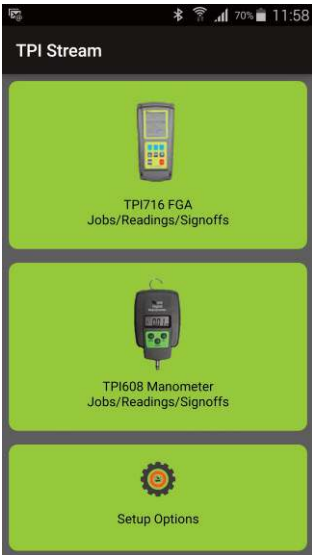 70% 11:58
TPI Stream
TPI716 FGA
Jobs/Readings/Signoffs
TPI608 Manometer
Jobs/Readings/Signoffs
Setup Options